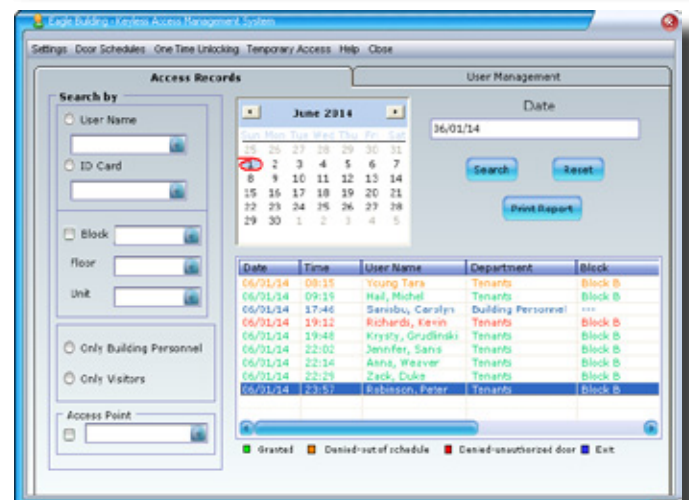 Eagle Building - Keyless Access Management System
Settings Door Schedules One Time Unlocking Temporary Access Help Close
Access Records
User Management
Search by
User Name
ID Card
Block
Floor
Unit
Only Building Personnel
Only Visitors
Access Point
June 2014
Sun Mon Tue Wed Thu Fri Sat
25 26 27 28 29 30 31
1 2 3 4 5 6 7
8 9 10 11 12 13 14
15 16 17 18 19 20 21
22 23 24 25 26 27 28
29 30 1 2 3 4 5
Date
06/01/14
Search Reset
Print Report
Date Time User Name Department Block
06/01/14 08:15 Young Tara Tenants Block B
06/01/14 09:19 Hail, Michel Tenants Block B
06/01/14 17:46 Carolyn Building Personnel ---
06/01/14 19:12 Richards, Kevin Tenants Block B
06/01/14 19:48 Krysty, Grudinski Tenants Block B
06/01/14 22:02 Jennifer, Sans Tenants Block B
06/01/14 22:14 Anna, Weaver Tenants Block B
06/01/14 22:29 Zack, Duke Tenants Block B
06/01/14 23:57 Robinson, Peter Tenants Block B
Granted Denied-out of schedule Denied-unauthorized door Exit